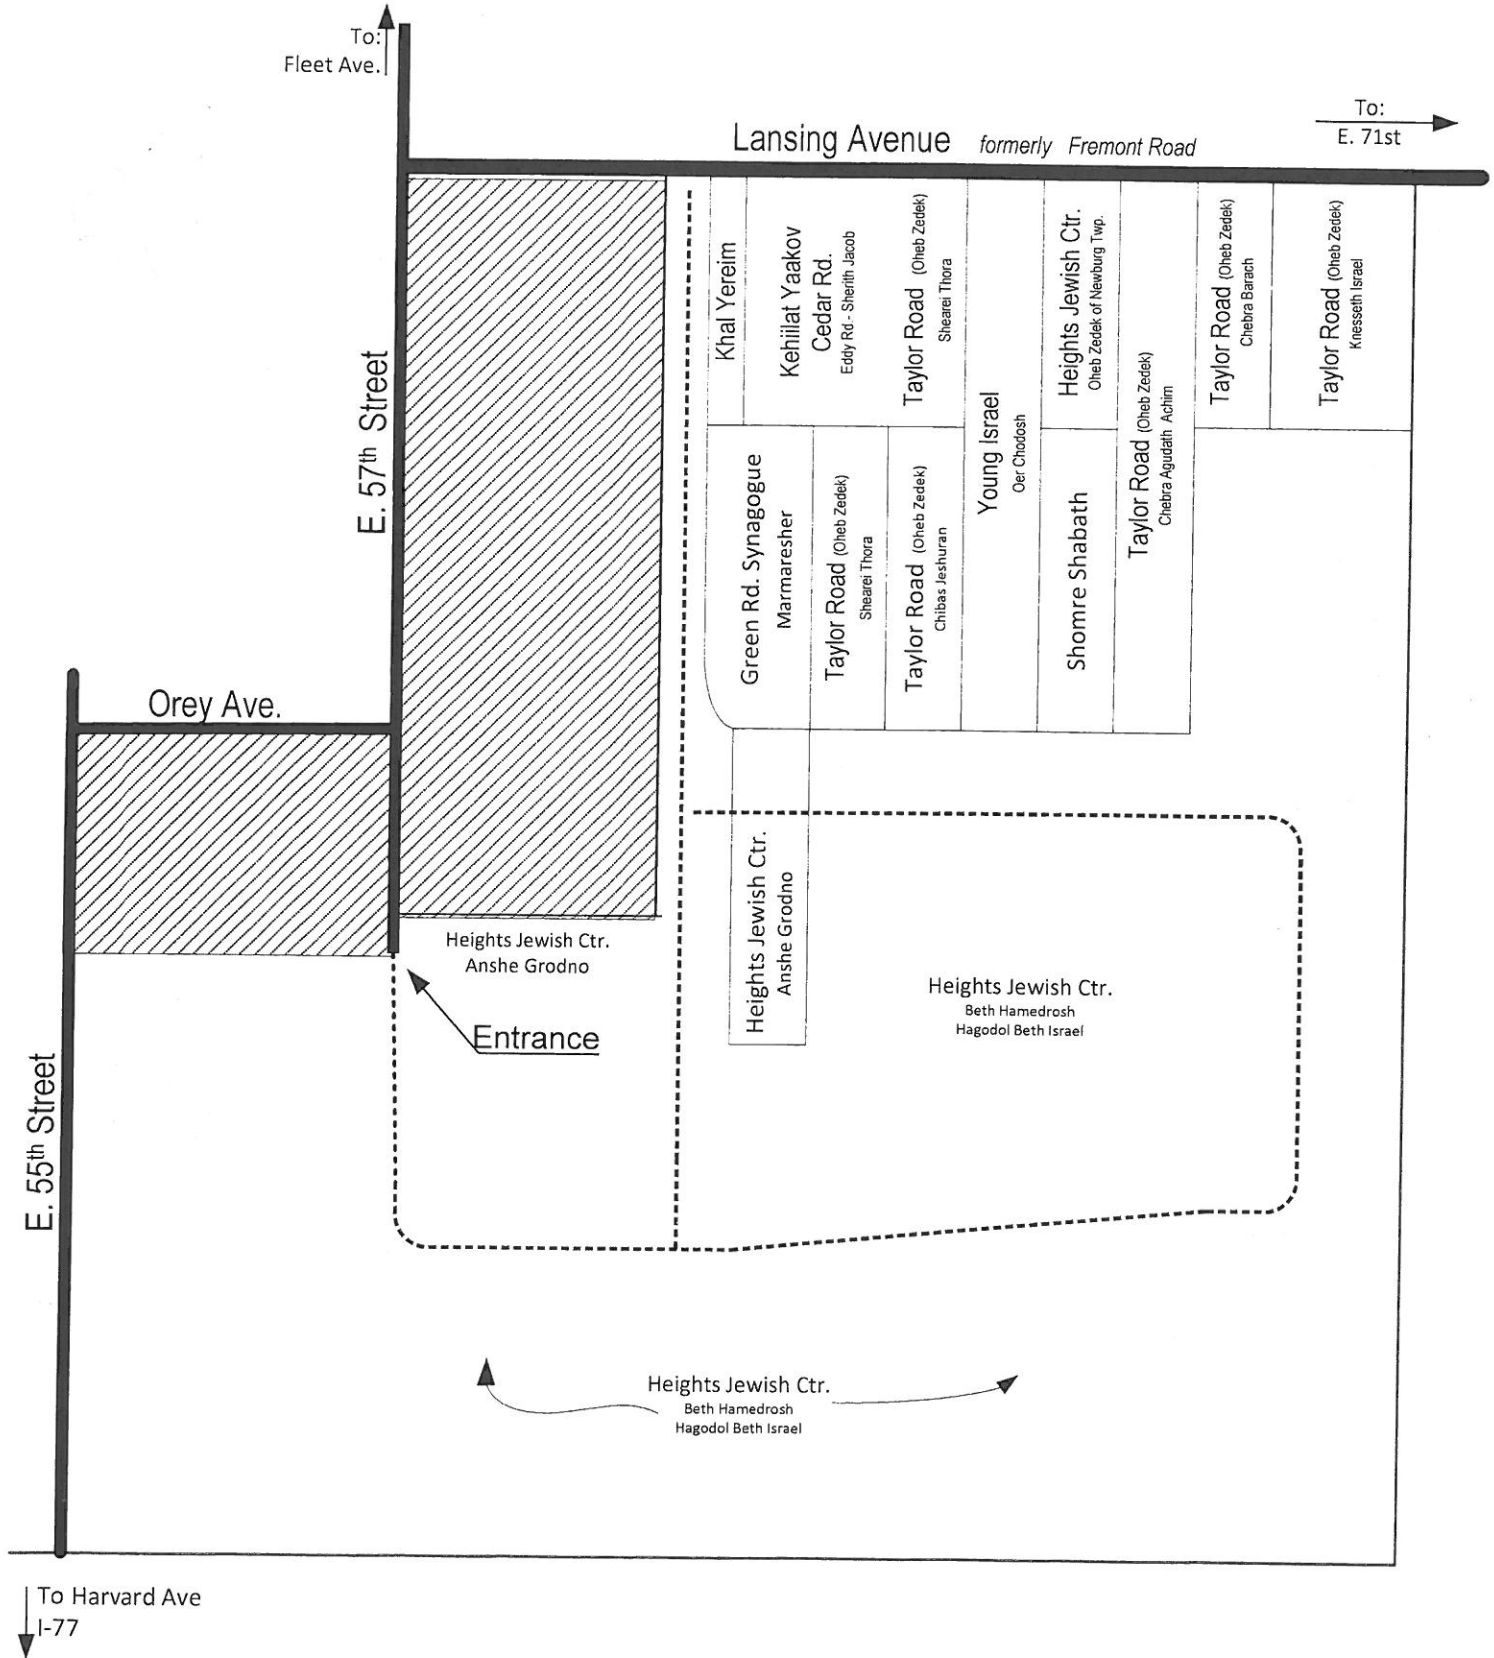 To:
Fleet Ave.
Lansing Avenue formerly Fremont Road
To:
E. 71st
E. 57th Street
Khal Yereim
Kehiilat Yaakov
Cedar Rd.
Eddy Rd.- Sherith Jacob
Taylor Road (Oheb Zedek)
Shearei Thora
Young Israel
Oer Chodosh
Heights Jewish Ctr.
Oheb Zedek of Newburg Twp.
Taylor Road (Oheb Zedek)
Chebra Agudath Achim
Taylor Road (Oheb Zedek)
Chebra Barach
Taylor Road (Oheb Zedek)
Knesseth Israel
Green Rd. Synagogue
Marmaresher
Taylor Road (Oheb Zedek)
Shearei Thora
Taylor Road (Oheb Zedek)
Chibas Jeshuran
Shomre Shabath
Orey Ave.
Heights Jewish Ctr.
Anshe Grodno
Entrance
Heights Jewish Ctr.
Anshe Grodno
Heights Jewish Ctr.
Beth Hamedrosh
Hagodol Beth Israel
E. 55th Street
Heights Jewish Ctr.
Beth Hamedrosh
Hagodol Beth Israel
To Harvard Ave
I-77